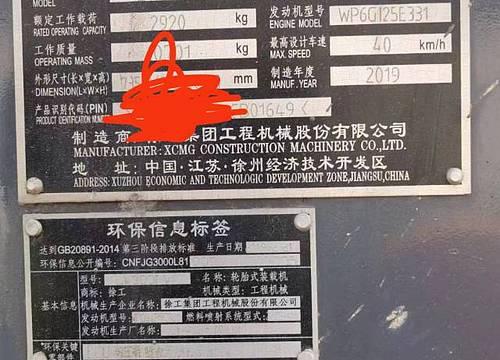 MODEL
额定工作载荷 2920 kg 发动机型号 WP6G125E331
RATED OPERATING CAPACITY ENGINE MODEL
工作质量 kg 最高设计车速 40 km/h
OPERATING MASS MAX. SPEED
外形尺寸(长×宽×高) mm 制造年度 2019
DIMENSION(L×W×H) MANUF. YEAR
产品识别代码(PIN) 01649<
PRODUCT IDENTIFICATION
制造商 集团工程机械股份有限公司
MANUFACTURER: XCMG CONSTRUCTION MACHINERY CO.,LTD.
地 址: 中国·江苏·徐州经济技术开发区
ADDRESS: XUZHOU ECONOMIC AND TECHNOLOGIC DEVELOPMENT ZONE,JIANGSU,CHINA
环保信息标签
达到GB20891-2014 第三阶段排放标准 生产日期
环保信息公开编号: CNFJG3000L81
型号: 名称: 轮胎式装载机
商标: 徐工 机械类型: 工程机械
基本信息 机械生产企业名称: 徐工集团工程机械股份有限公司
发动机型号: 燃料喷射系统型式:
发动机生产厂名称:
*环保关键
零部件